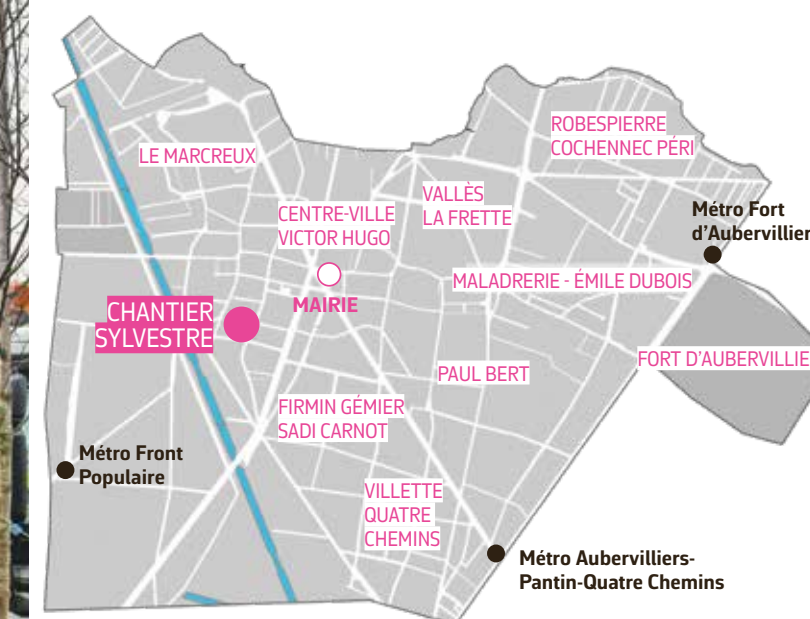 LE MARCREUX
ROBESPIERRE
COCHENNEC PÉRI
VALLÈS
LA FRETTE
CENTRE-VILLE
VICTOR HUGO
Métro Fort
d'Aubervillier
MALADRERIE - ÉMILE DUBOIS
MAIRIE
CHANTIER
SYLVESTRE
FORT D'AUBERVILLIE
PAUL BERT
FIRMIN GÉMIER
SADI CARNOT
Métro Front
Populaire
VILLETTE
QUATRE
CHEMINS
Métro Aubervilliers-
Pantin-Quatre Chemins